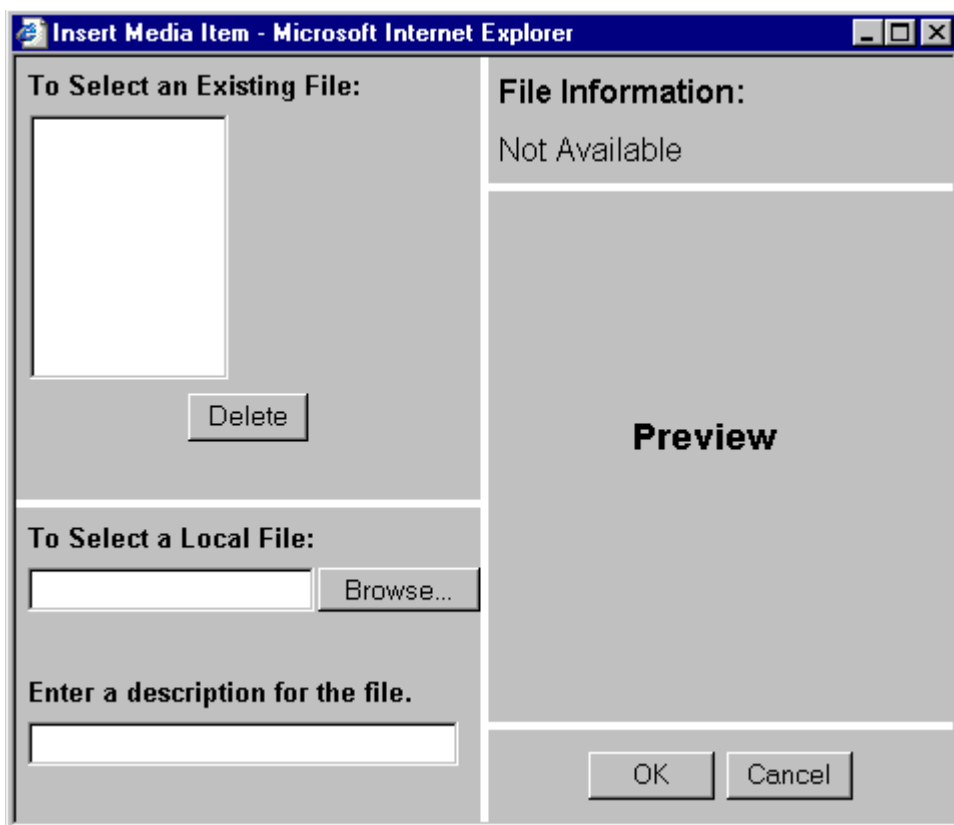 Insert Media Item - Microsoft Internet Explorer
To Select an Existing File:
Delete
To Select a Local File:
Browse...
Enter a description for the file.
File Information:
Not Available
Preview
OK
Cancel